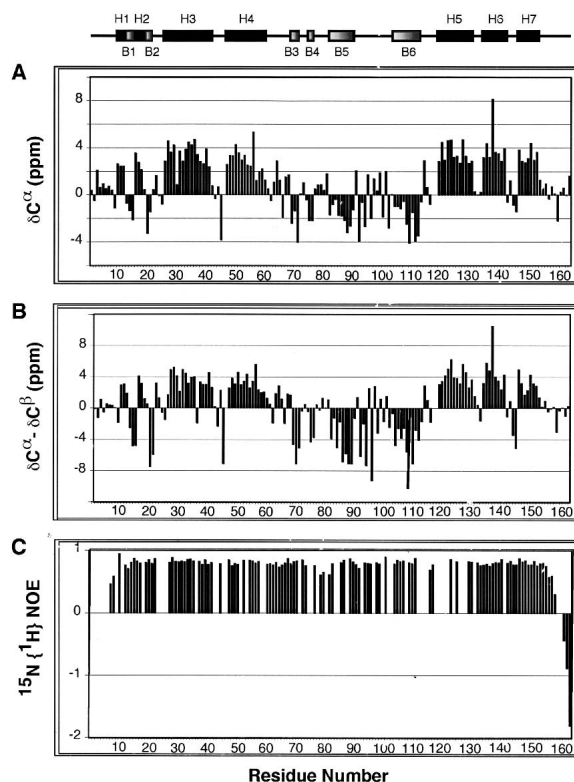 H1 H2 H3 H4 H5 H6 H7
B1 B2 B3 B4 B5 B6
A
8
4
0
-4
δCᵅ (ppm)
10 20 30 40 50 60 70 80 90 100 110 120 130 140 150 160
B
8
4
0
-4
-8
δCᵅ- δCᵝ (ppm)
10 20 30 40 50 60 70 80 90 100 110 120 130 140 150 160
C
1
0
-1
-2
¹⁵N {¹H} NOE
10 20 30 40 50 60 70 80 90 100 110 120 130 140 150 160
Residue Number